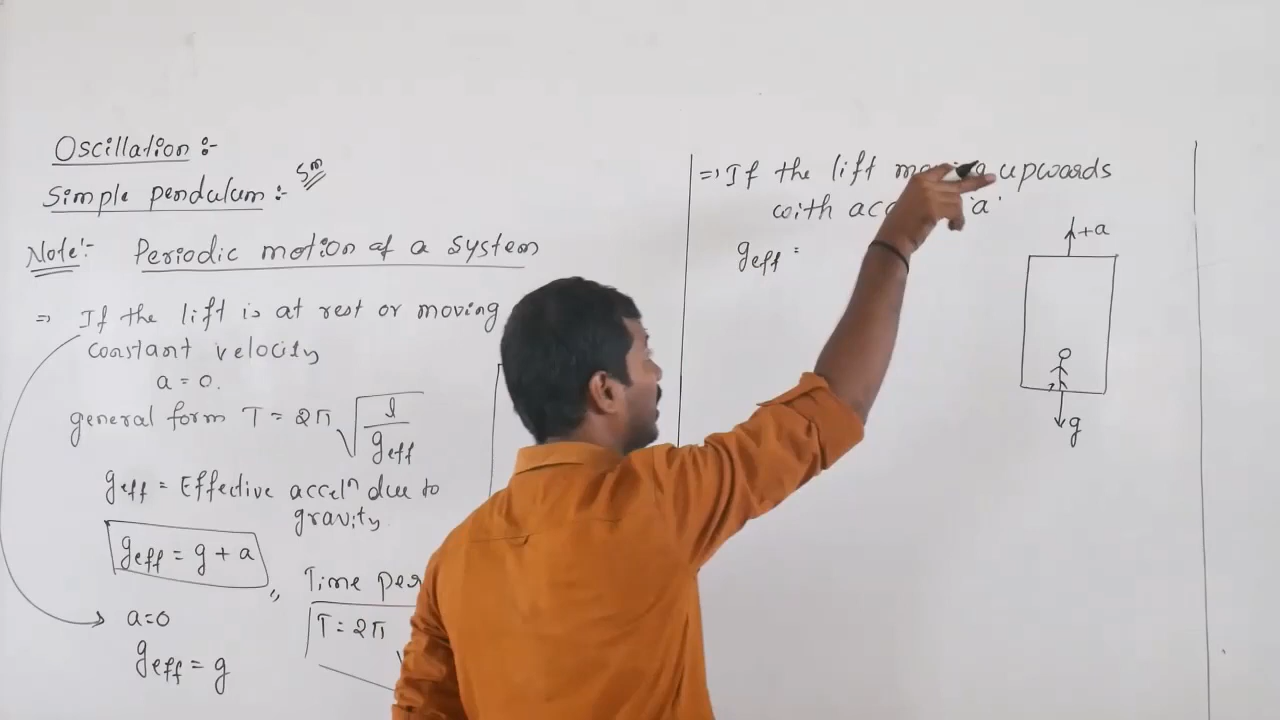 Oscillation :-
Simple pendulum :- 5m
Note :- Periodic motion of a system
⇒ If the lift is at rest or moving
constant velocity
a = 0.
general form T = 2π √(l / geff)
geff = Effective accelⁿ due to
gravity.
geff = g + a
,, Time
a=0
T = 2π
geff = g
⇒ If the lift upwards
with 'a'
geff =
+a
g